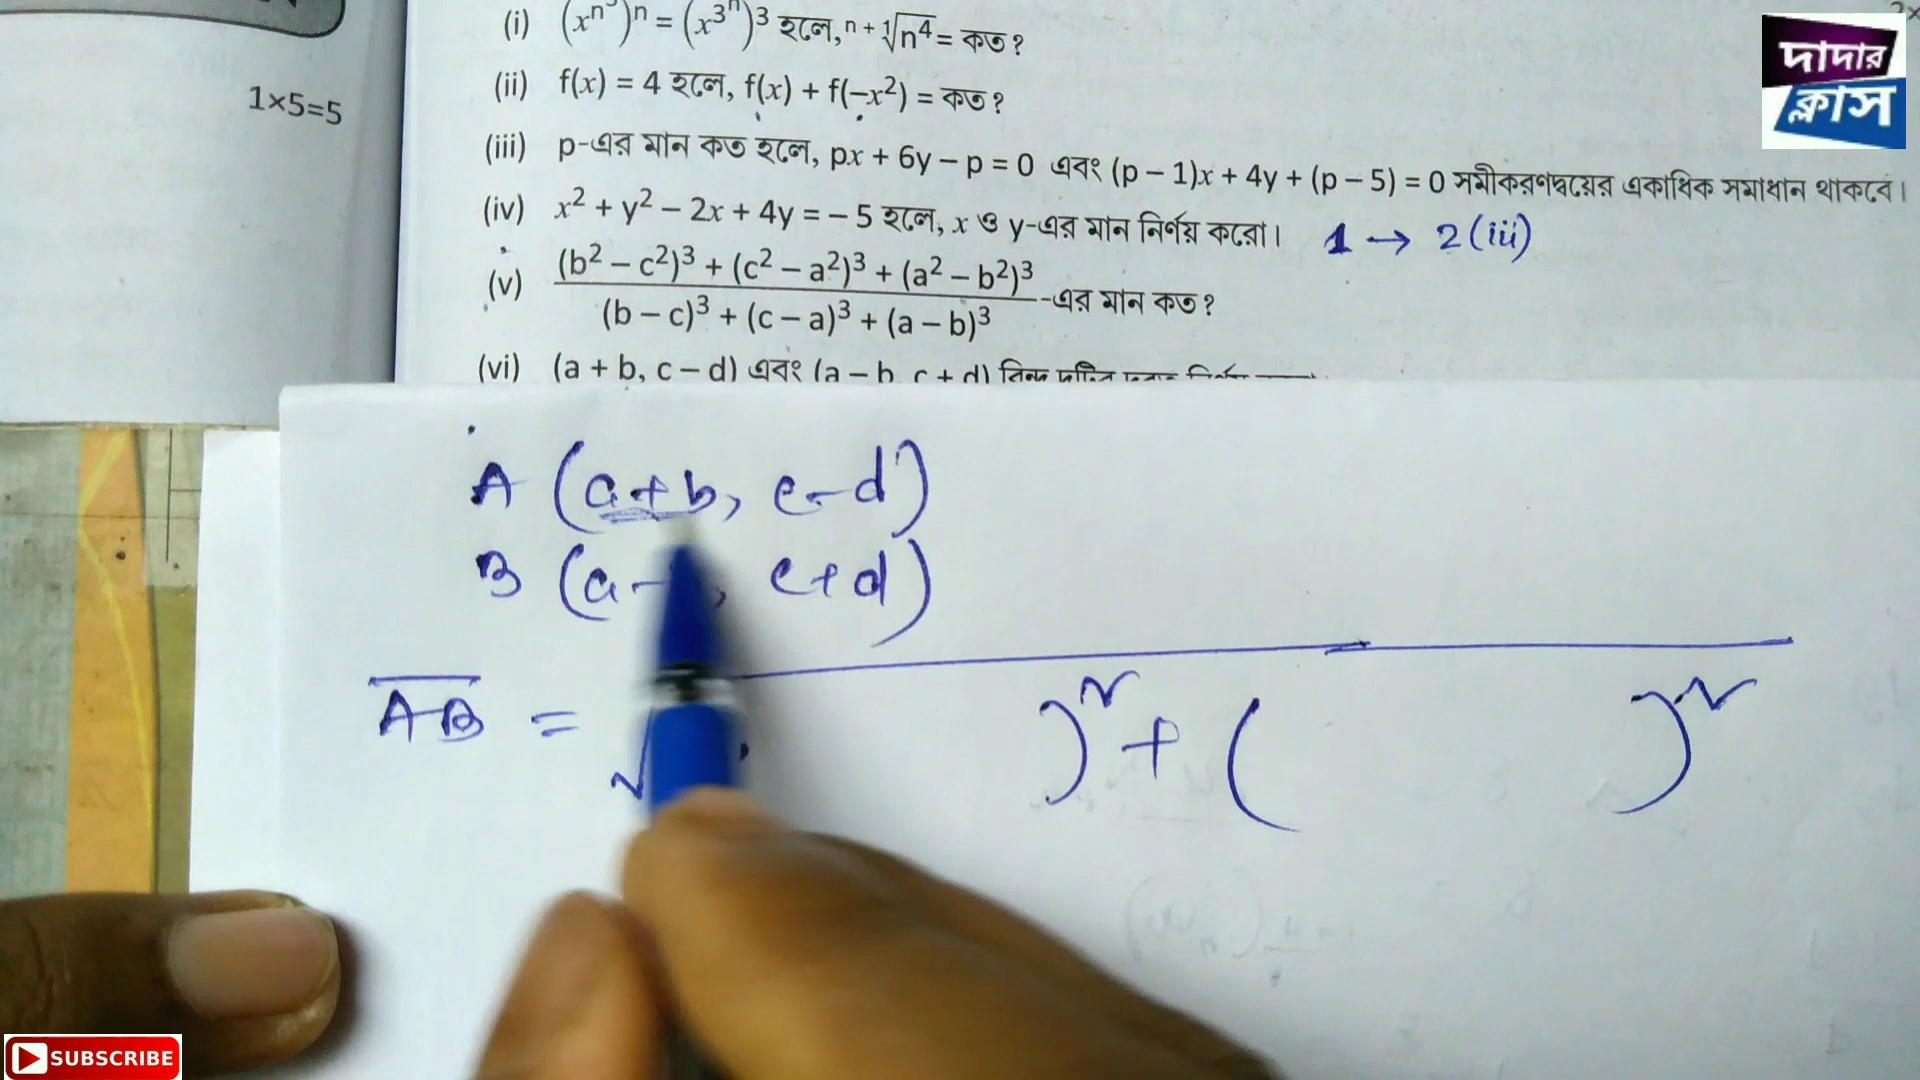 দাদার
ক্লাস
1×5=5
(i) (x^n^3)^n = (x^3^n)^3 হলে, ^n+1√n^4 = কত?
(ii) f(x) = 4 হলে, f(x) + f(–x²) = কত?
(iii) p-এর মান কত হলে, px + 6y – p = 0 এবং (p – 1)x + 4y + (p – 5) = 0 সমীকরণদ্বয়ের একাধিক সমাধান থাকবে।
(iv) x² + y² – 2x + 4y = – 5 হলে, x ও y-এর মান নির্ণয় করো। 1 → 2(iii)
(v) (b² – c²)³ + (c² – a²)³ + (a² – b²)³
(b – c)³ + (c – a)³ + (a – b)³
-এর মান কত?
(vi) (a + b, c – d) এবং (a – b, c + d)
A (a+b, c-d)
B (a- , c+d)
AB = √ )² + ( )²
SUBSCRIBE